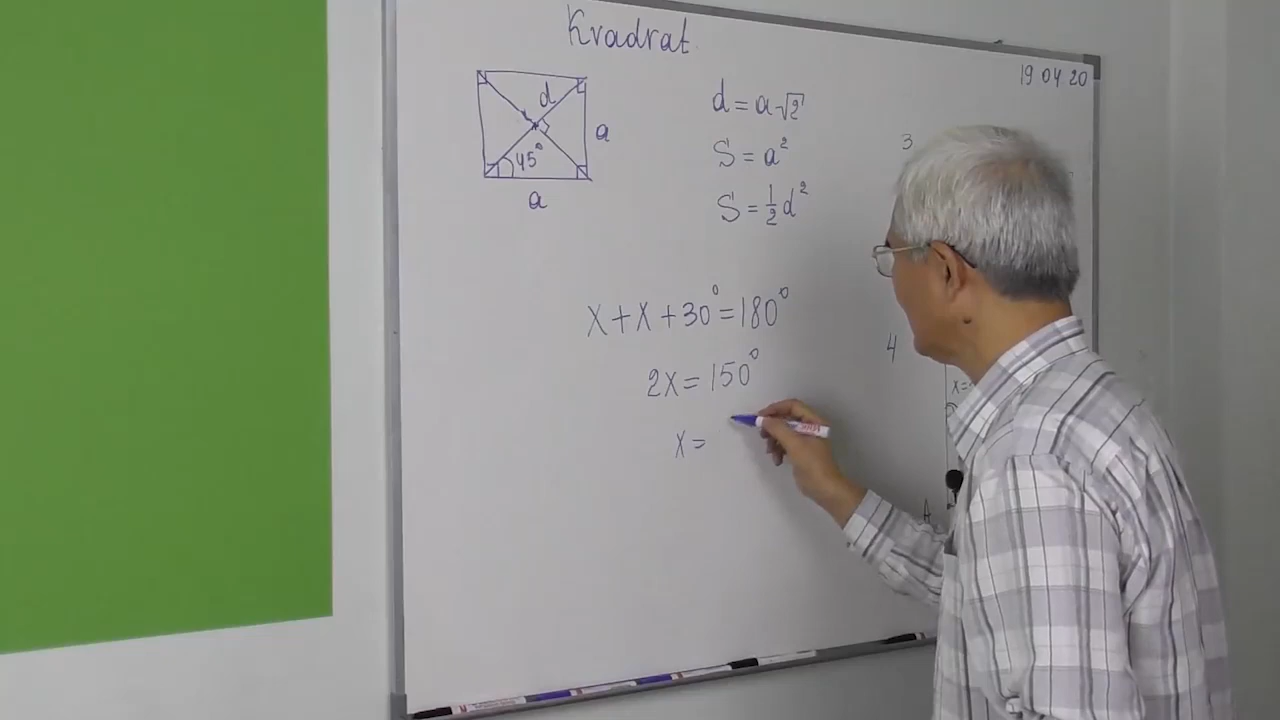 Kvadrat
19 04 20
d
a
45°
a
d = a√2
S = a²
S = ½d²
x + x + 30° = 180°
2x = 150°
x =
3
4
x=
A